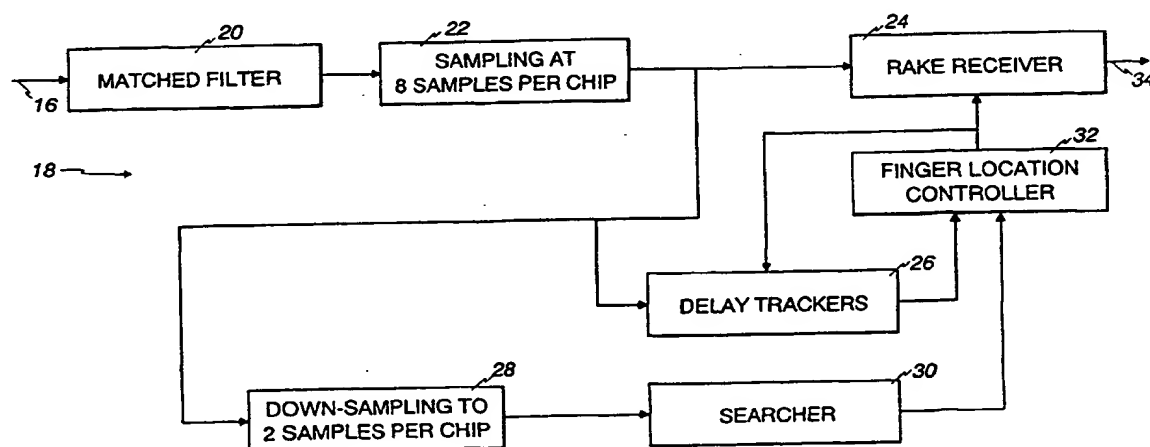 20
MATCHED FILTER
16
22
SAMPLING AT
8 SAMPLES PER CHIP
24
RAKE RECEIVER
34
18
32
FINGER LOCATION
CONTROLLER
26
DELAY TRACKERS
28
DOWN-SAMPLING TO
2 SAMPLES PER CHIP
30
SEARCHER